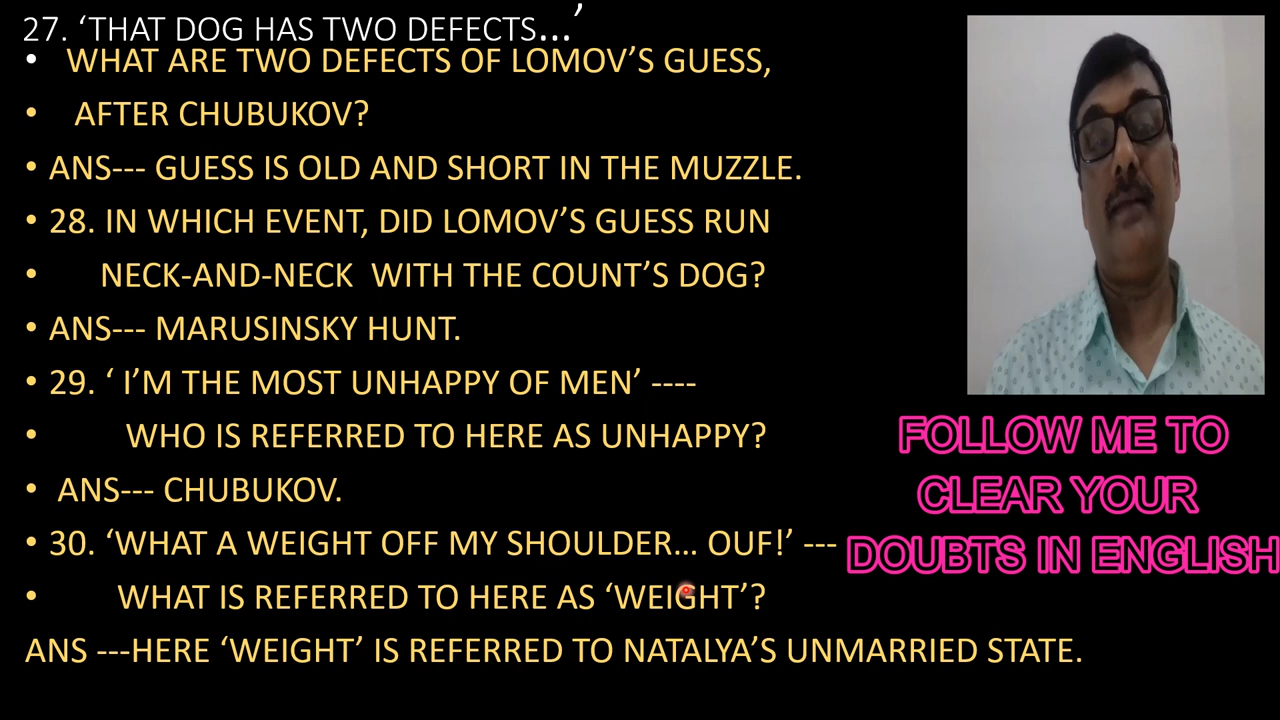 27. ‘THAT DOG HAS TWO DEFECTS...’
• WHAT ARE TWO DEFECTS OF LOMOV’S GUESS,
• AFTER CHUBUKOV?
• ANS--- GUESS IS OLD AND SHORT IN THE MUZZLE.
• 28. IN WHICH EVENT, DID LOMOV’S GUESS RUN
• NECK-AND-NECK WITH THE COUNT’S DOG?
• ANS--- MARUSINSKY HUNT.
• 29. ‘ I’M THE MOST UNHAPPY OF MEN’ ----
• WHO IS REFERRED TO HERE AS UNHAPPY?
• ANS--- CHUBUKOV.
• 30. ‘WHAT A WEIGHT OFF MY SHOULDER... OUF!’ ---
• WHAT IS REFERRED TO HERE AS ‘WEIGHT’?
ANS ---HERE ‘WEIGHT’ IS REFERRED TO NATALYA’S UNMARRIED STATE.
FOLLOW ME TO
CLEAR YOUR
DOUBTS IN ENGLISH